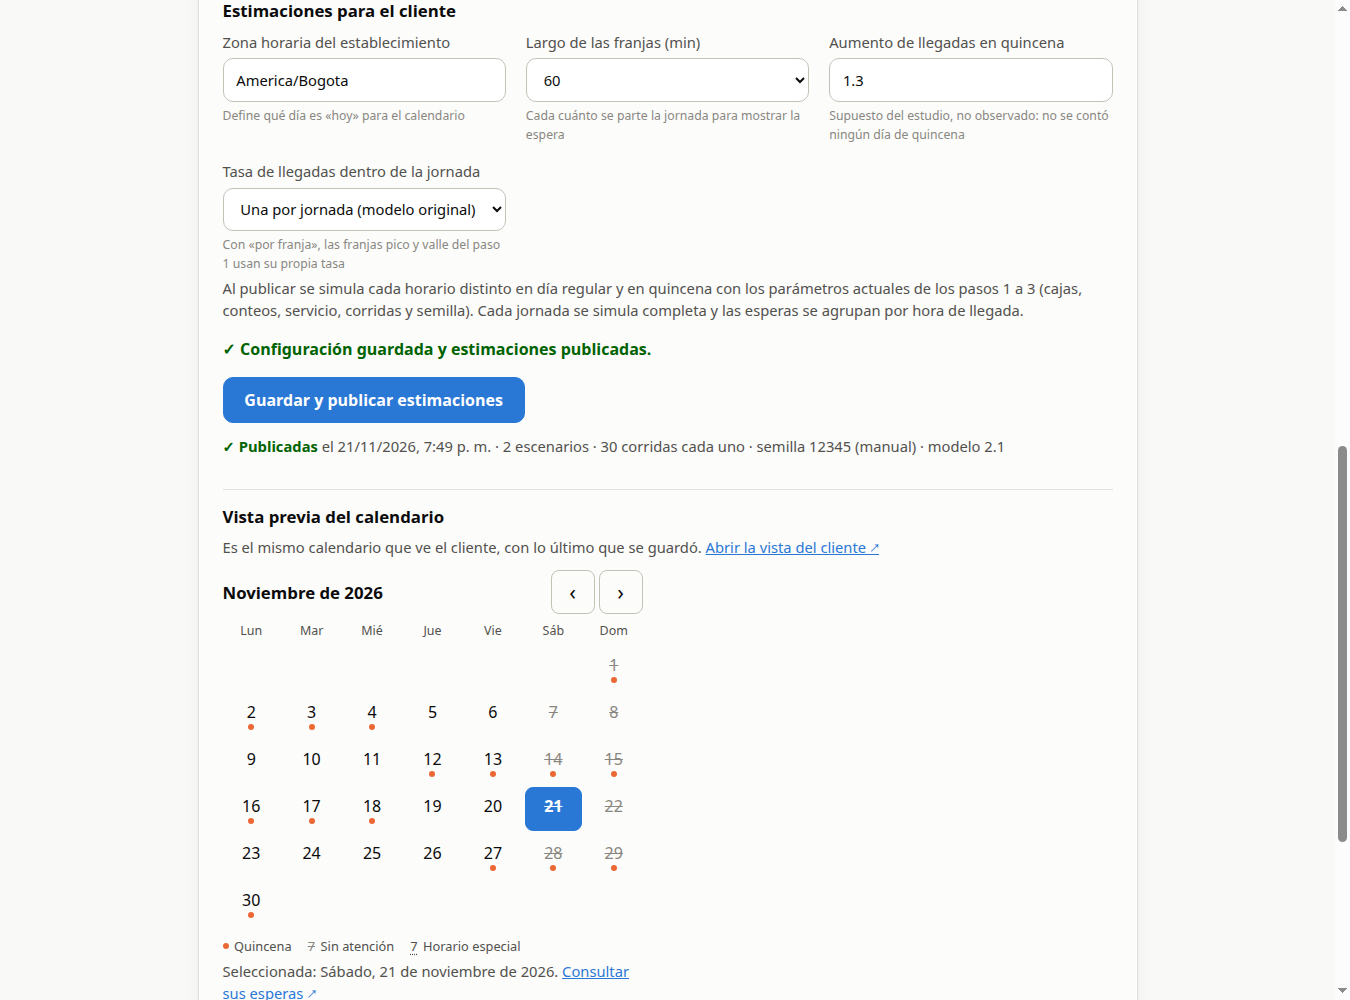 Estimaciones para el cliente
Zona horaria del establecimiento
America/Bogota
Define qué día es «hoy» para el calendario
Largo de las franjas (min)
60
Cada cuánto se parte la jornada para mostrar la
espera
Aumento de llegadas en quincena
1.3
Supuesto del estudio, no observado: no se contó
ningún día de quincena
Tasa de llegadas dentro de la jornada
Una por jornada (modelo original)
Con «por franja», las franjas pico y valle del paso
1 usan su propia tasa
Al publicar se simula cada horario distinto en día regular y en quincena con los parámetros actuales de los pasos 1 a 3 (cajas,
conteos, servicio, corridas y semilla). Cada jornada se simula completa y las esperas se agrupan por hora de llegada.
✓ Configuración guardada y estimaciones publicadas.
Guardar y publicar estimaciones
✓ Publicadas el 21/11/2026, 7:49 p. m. · 2 escenarios · 30 corridas cada uno · semilla 12345 (manual) · modelo 2.1
Vista previa del calendario
Es el mismo calendario que ve el cliente, con lo último que se guardó. Abrir la vista del cliente ↗
Noviembre de 2026 ‹ ›
Lun Mar Mié Jue Vie Sáb Dom
1
2 3 4 5 6 7 8
9 10 11 12 13 14 15
16 17 18 19 20 21 22
23 24 25 26 27 28 29
30
Quincena 7 Sin atención 7 Horario especial
Seleccionada: Sábado, 21 de noviembre de 2026. Consultar
sus esperas ↗